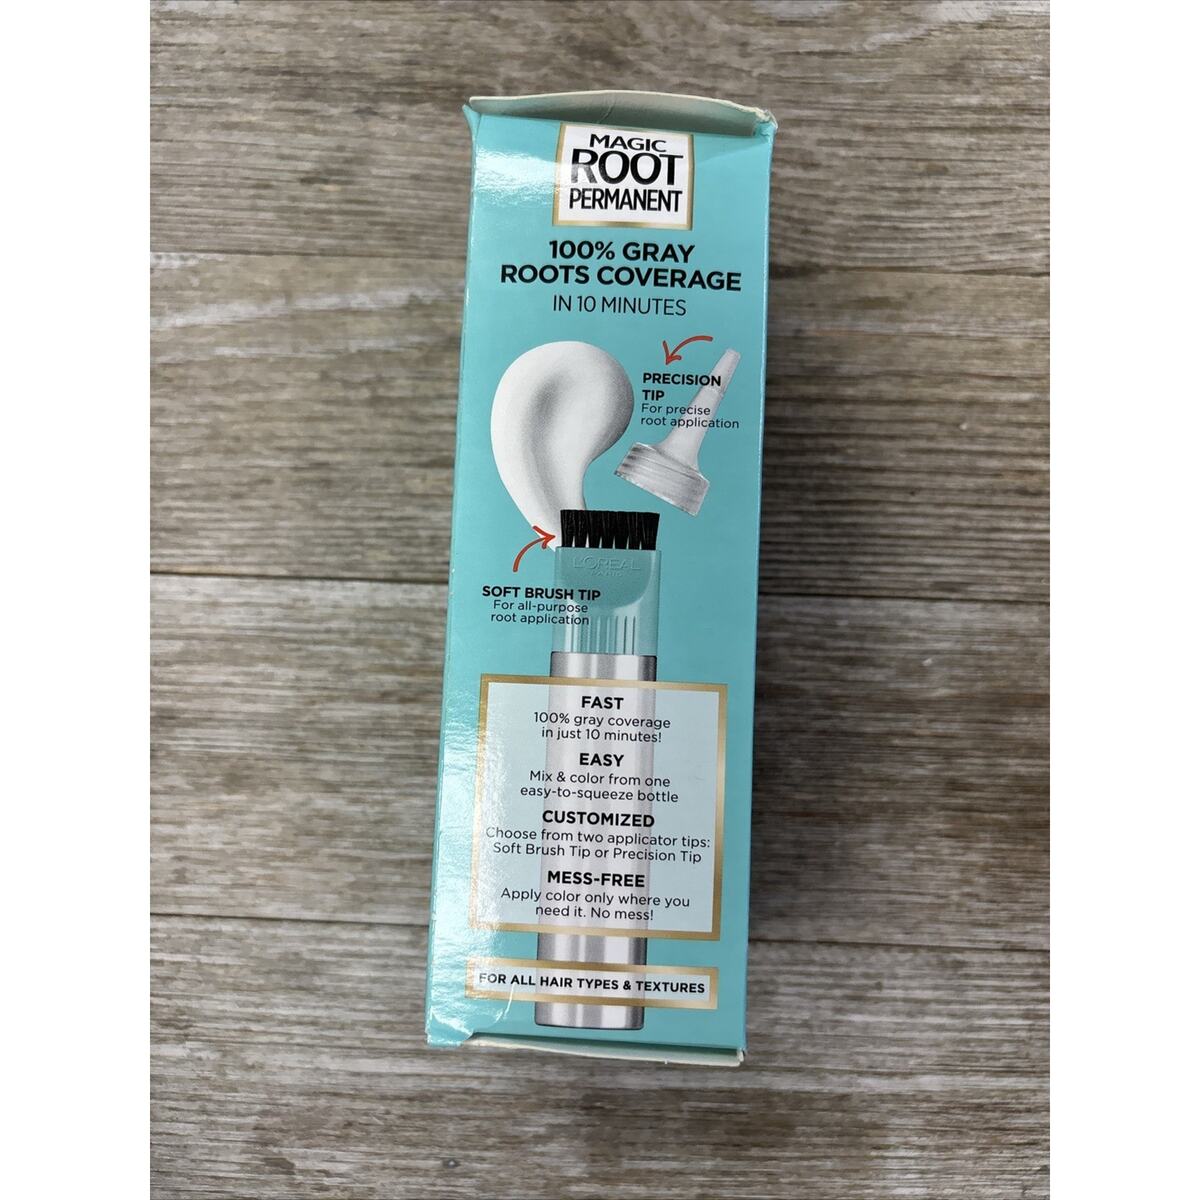 MAGIC
ROOT
PERMANENT
100% GRAY
ROOTS COVERAGE
IN 10 MINUTES
PRECISION
TIP
For precise
root application
L'ORÉAL
SOFT BRUSH TIP
For all-purpose
root application
FAST
100% gray coverage
in just 10 minutes!
EASY
Mix & color from one
easy-to-squeeze bottle
CUSTOMIZED
Choose from two applicator tips:
Soft Brush Tip or Precision Tip
MESS-FREE
Apply color only where you
need it. No mess!
FOR ALL HAIR TYPES & TEXTURES